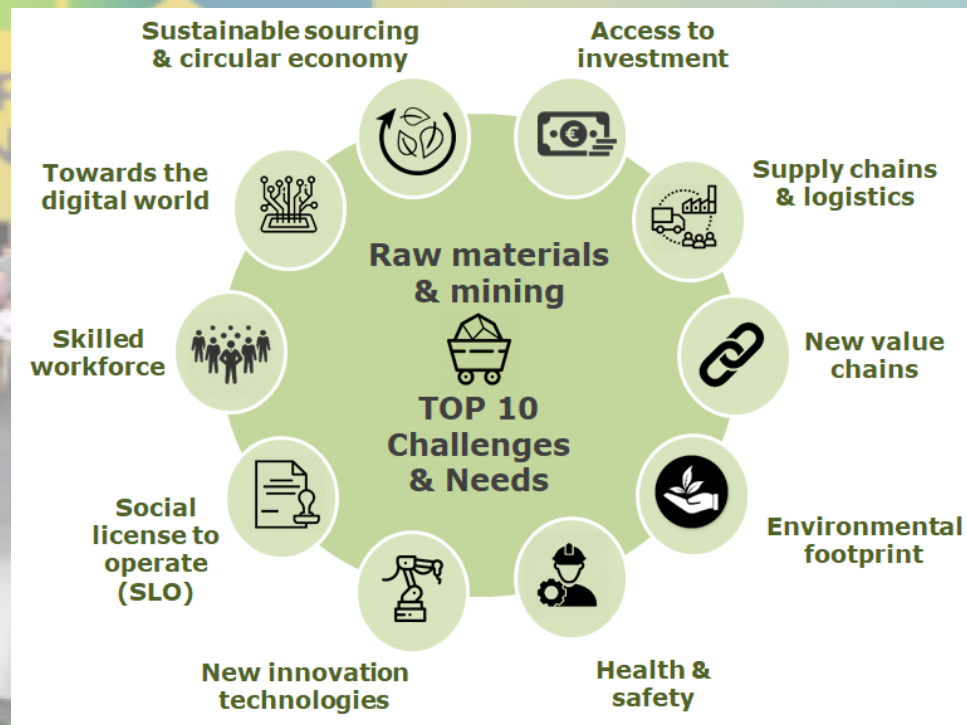 Sustainable sourcing
& circular economy
Access to
investment
Supply chains
& logistics
New value
chains
Environmental
footprint
Health &
safety
New innovation
technologies
Social
license to
operate
(SLO)
Skilled
workforce
Towards the
digital world
Raw materials
& mining
TOP 10
Challenges
& Needs
€